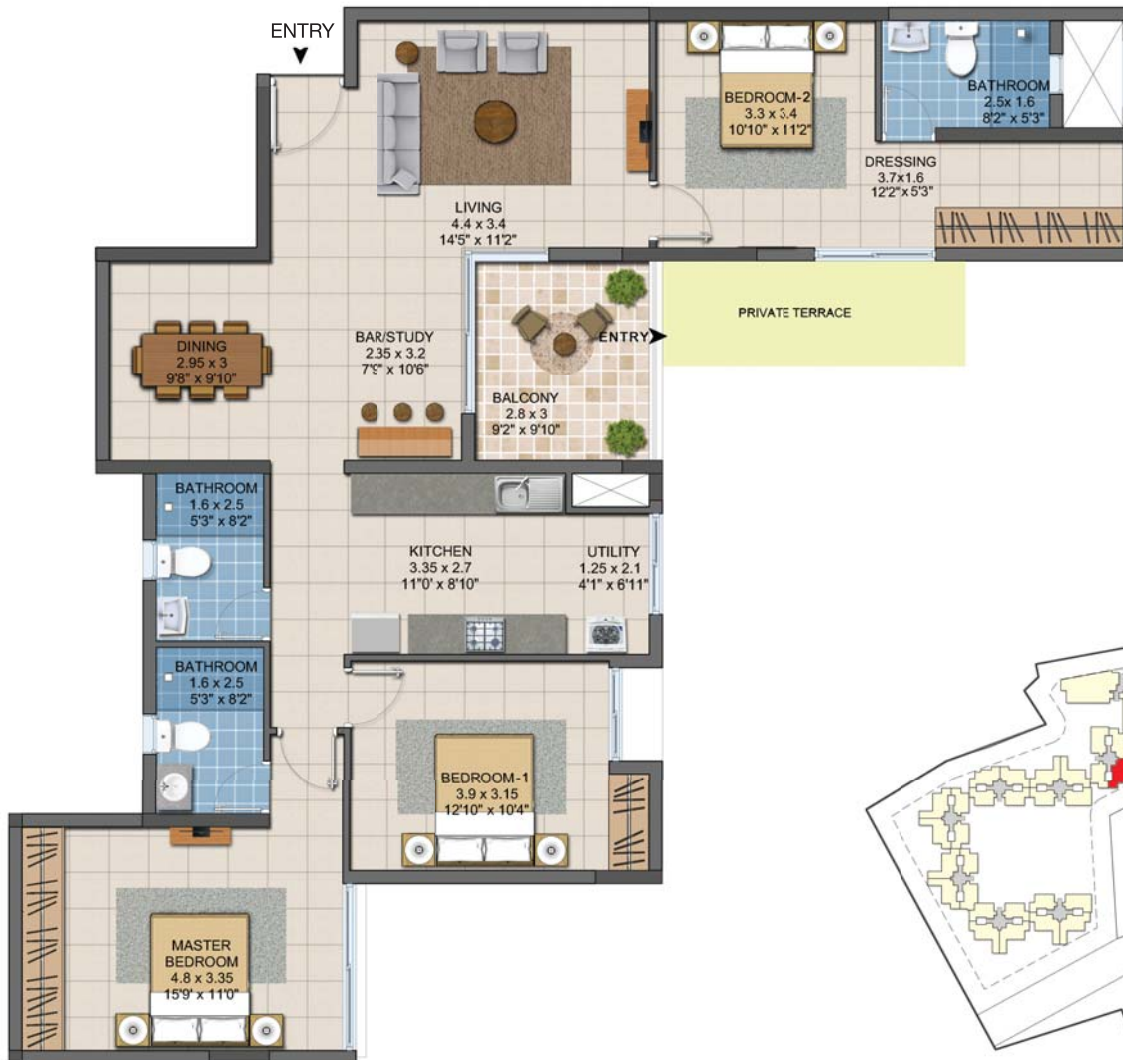 ENTRY
BEDROOM-2
3.3 x 3.4
10'10" x 11'2"
BATHROOM
2.5x 1.6
8'2" x 5'3"
DRESSING
3.7x1.6
12'2"x 5'3"
LIVING
4.4 x 3.4
14'5" x 11'2"
PRIVATE TERRACE
ENTRY
DINING
2.95 x 3
9'8" x 9'10"
BAR/STUDY
2.35 x 3.2
7'9" x 10'6"
BALCONY
2.8 x 3
9'2" x 9'10"
BATHROOM
1.6 x 2.5
5'3" x 8'2"
KITCHEN
3.35 x 2.7
11'0' x 8'10"
UTILITY
1.25 x 2.1
4'1" x 6'11"
BATHROOM
1.6 x 2.5
5'3" x 8'2"
BEDROOM-1
3.9 x 3.15
12'10" x 10'4"
MASTER
BEDROOM
4.8 x 3.35
15'9' x 11'0"